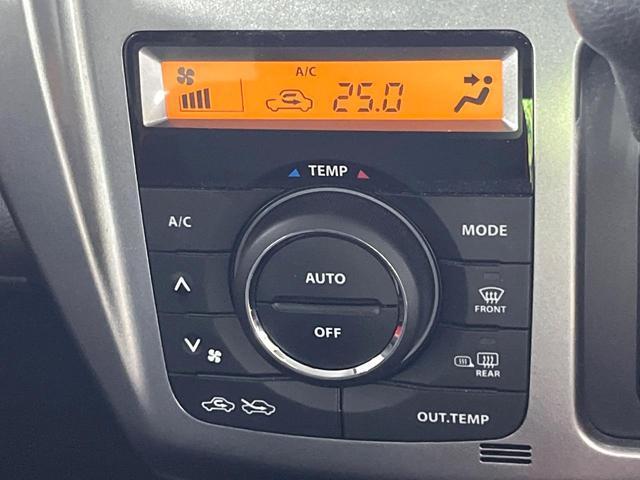 A/C
25.0
TEMP
A/C
MODE
AUTO
OFF
FRONT
REAR
OUT.TEMP